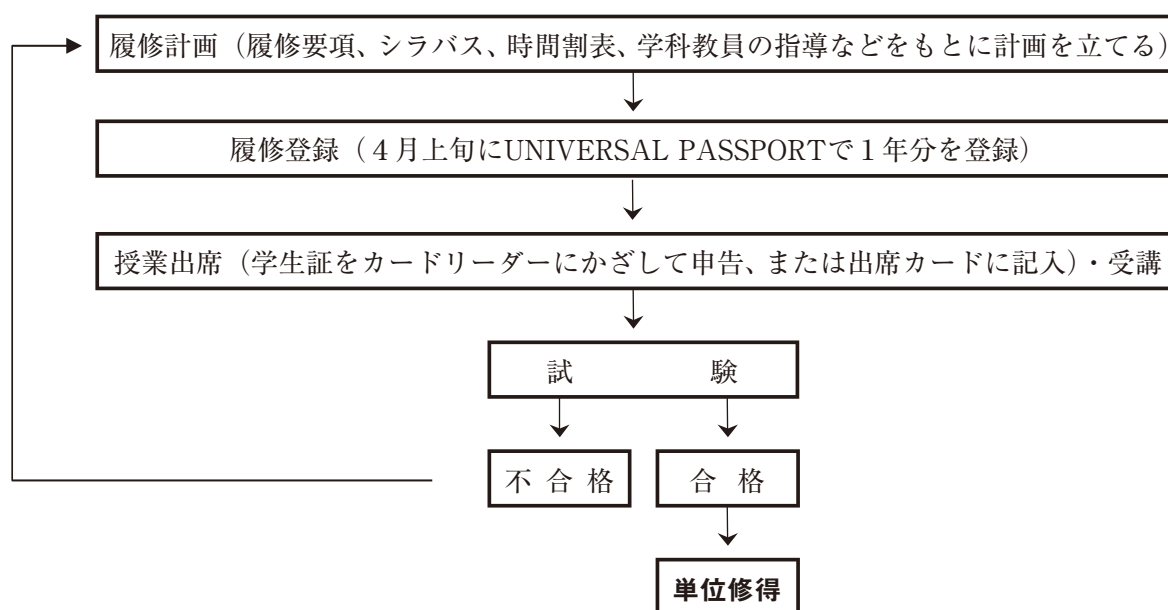 履修計画（履修要項、シラバス、時間割表、学科教員の指導などをもとに計画を立てる）
履修登録（４月上旬にUNIVERSAL PASSPORTで１年分を登録）
授業出席（学生証をカードリーダーにかざして申告、または出席カードに記入）・受講
試　験
不合格
合格
単位修得